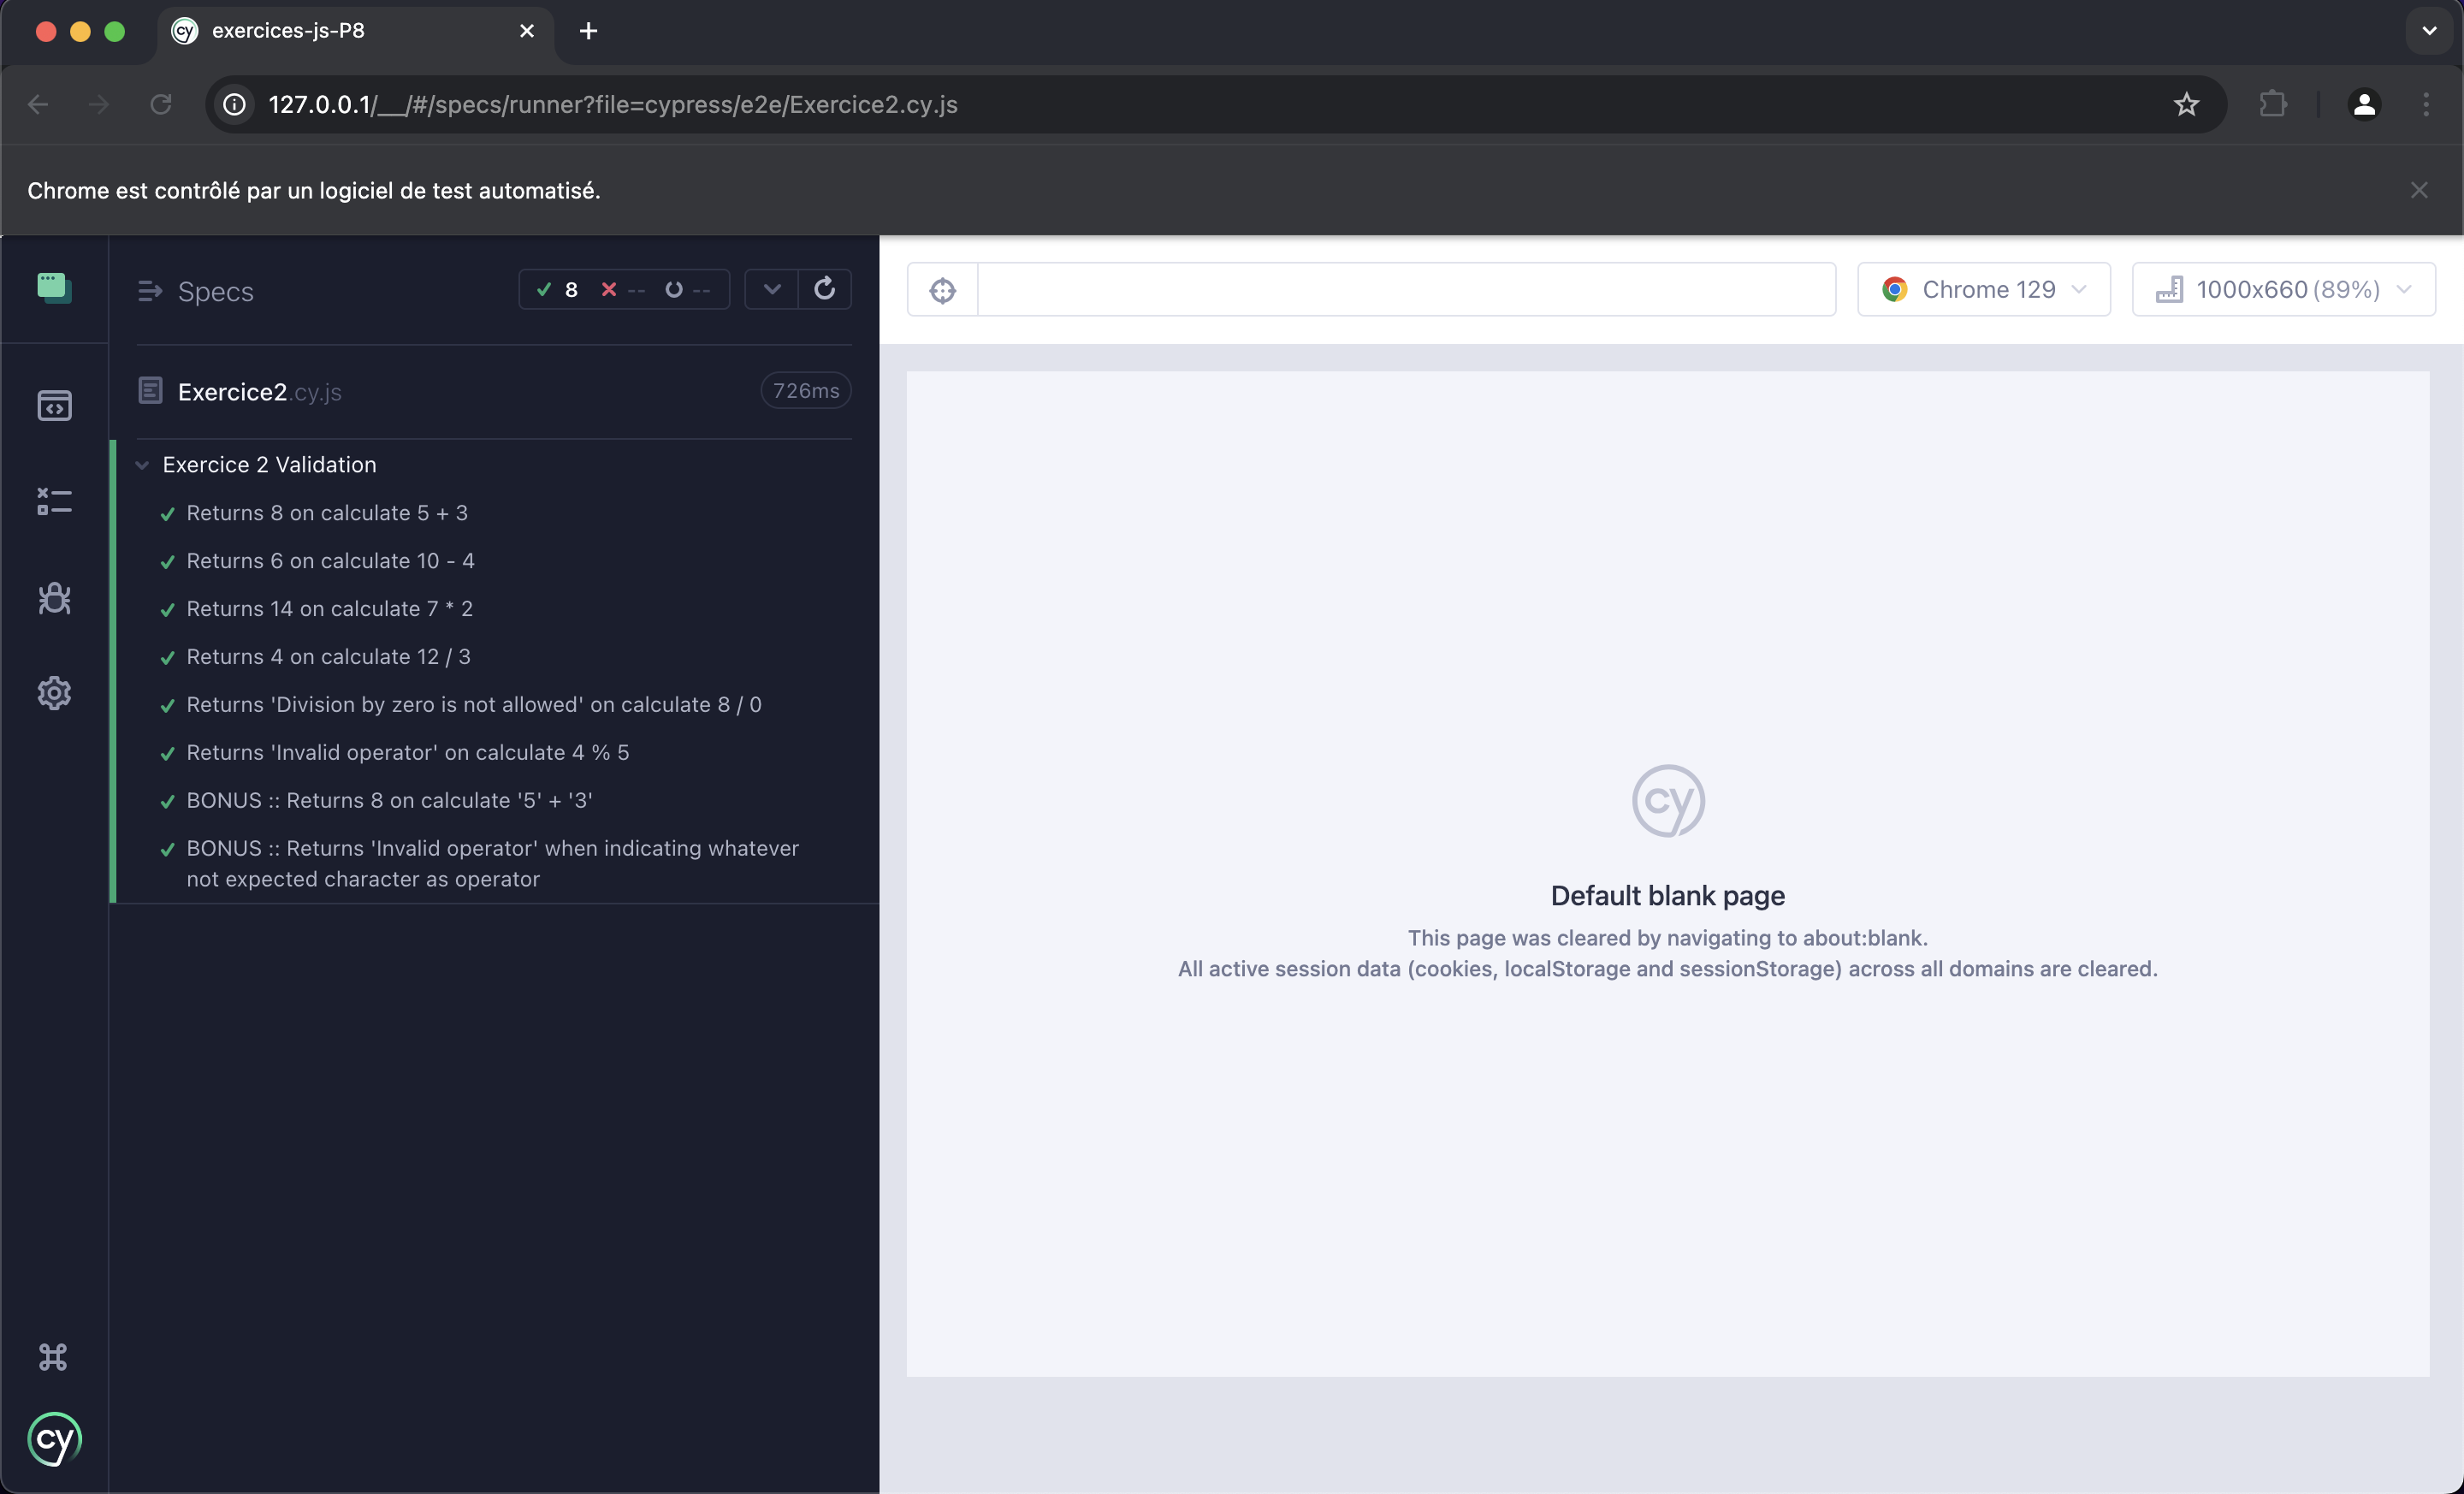 exercices-js-P8
127.0.0.1/__/#/specs/runner?file=cypress/e2e/Exercice2.cy.js
Chrome est contrôlé par un logiciel de test automatisé.
Specs
8 -- --
Exercice2.cy.js
726ms
Exercice 2 Validation
Returns 8 on calculate 5 + 3
Returns 6 on calculate 10 - 4
Returns 14 on calculate 7 * 2
Returns 4 on calculate 12 / 3
Returns 'Division by zero is not allowed' on calculate 8 / 0
Returns 'Invalid operator' on calculate 4 % 5
BONUS :: Returns 8 on calculate '5' + '3'
BONUS :: Returns 'Invalid operator' when indicating whatever
not expected character as operator
cy
Chrome 129
1000x660 (89%)
cy
Default blank page
This page was cleared by navigating to about:blank.
All active session data (cookies, localStorage and sessionStorage) across all domains are cleared.